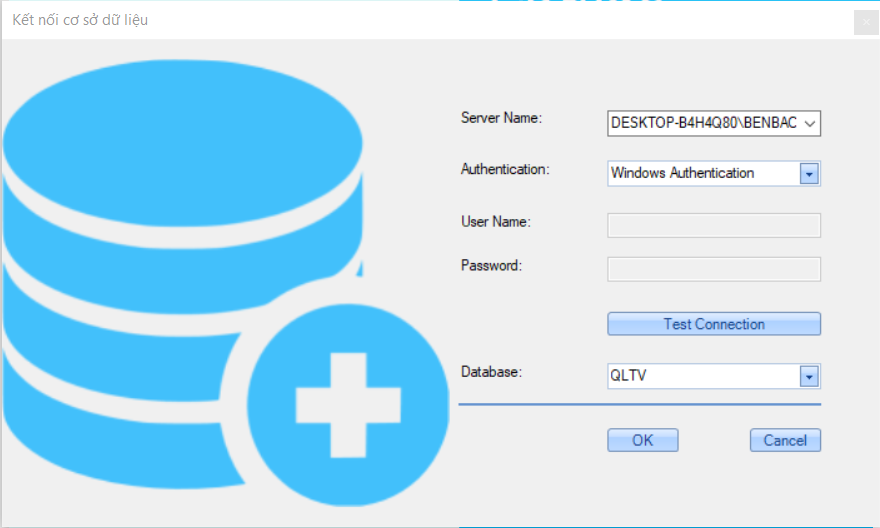 Kết nối cơ sở dữ liệu
Server Name:
DESKTOP-B4H4Q80\BENBAC
Authentication:
Windows Authentication
User Name:
Password:
Test Connection
Database:
QLTV
OK
Cancel